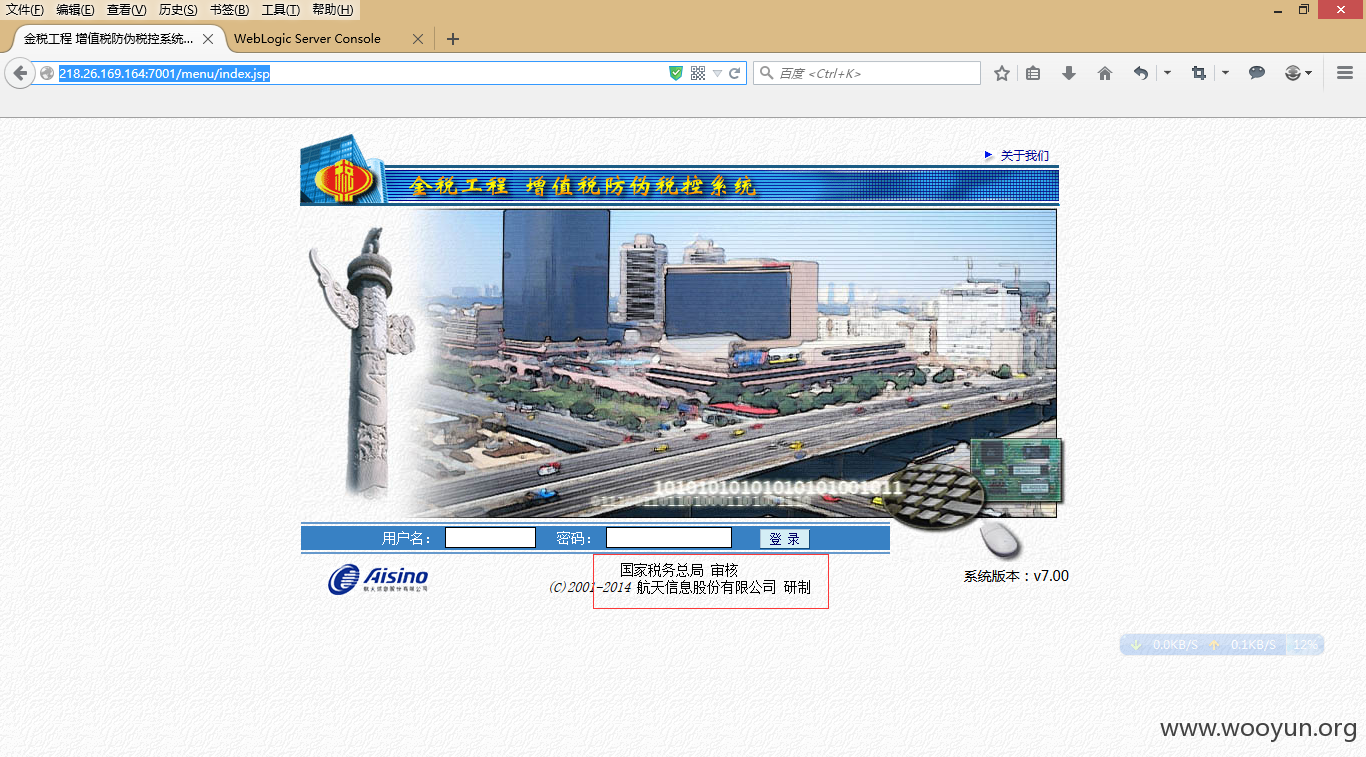 文件(F) 编辑(E) 查看(V) 历史(S) 书签(B) 工具(T) 帮助(H)
金税工程 增值税防伪税控系统... WebLogic Server Console
218.26.169.164:7001/menu/index.jsp 百度 <Ctrl+K>
关于我们
金税工程 增值税防伪税控系统
10101010101010101001011
用户名： 密码： 登 录
Aisino 航天信息股份有限公司
国家税务总局 审核
(C)2001-2014 航天信息股份有限公司 研制
系统版本：v7.00
0.0KB/S 0.1KB/S 12%
www.wooyun.org